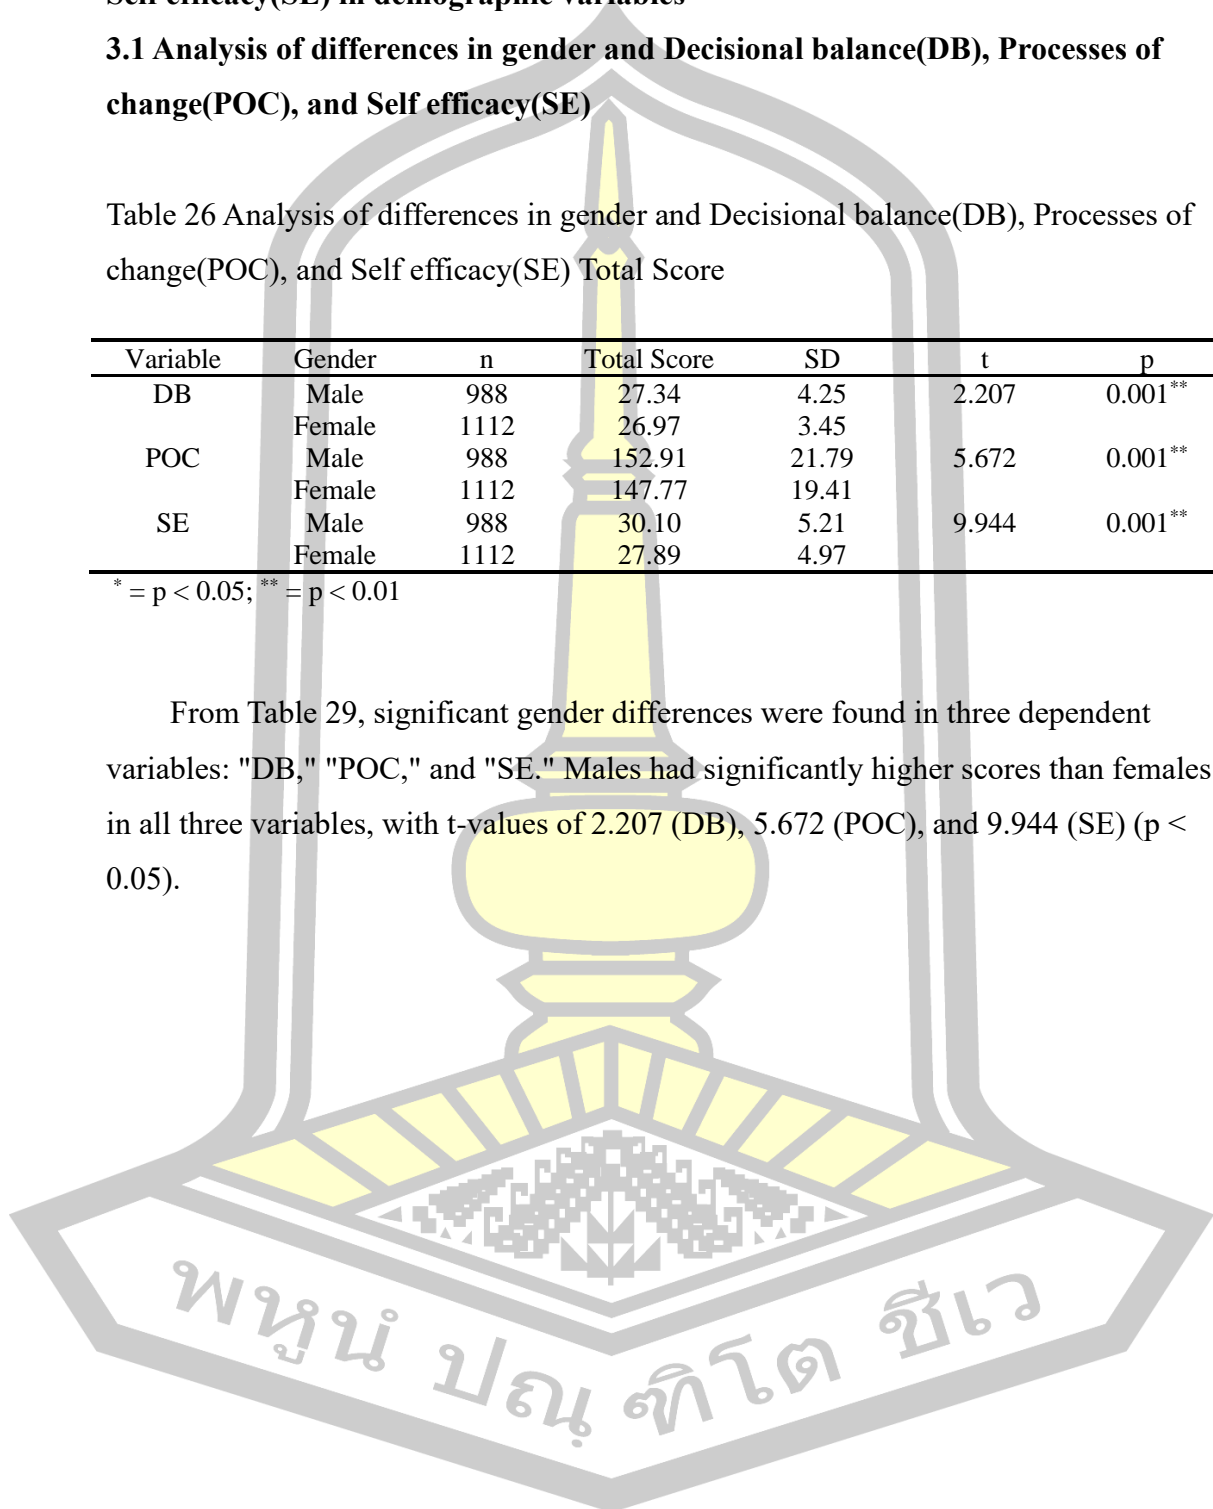 Self efficacy(SE) in demographic variables
3.1 Analysis of differences in gender and Decisional balance(DB), Processes of
change(POC), and Self efficacy(SE)
Table 26 Analysis of differences in gender and Decisional balance(DB), Processes of
change(POC), and Self efficacy(SE) Total Score
Variable Gender n Total Score SD t p
DB Male 988 27.34 4.25 2.207 0.001**
Female 1112 26.97 3.45
POC Male 988 152.91 21.79 5.672 0.001**
Female 1112 147.77 19.41
SE Male 988 30.10 5.21 9.944 0.001**
Female 1112 27.89 4.97
* = p < 0.05; ** = p < 0.01
From Table 29, significant gender differences were found in three dependent
variables: "DB," "POC," and "SE." Males had significantly higher scores than females
in all three variables, with t-values of 2.207 (DB), 5.672 (POC), and 9.944 (SE) (p <
0.05).
พหูนํ ปณฺฑิโต ชีเว